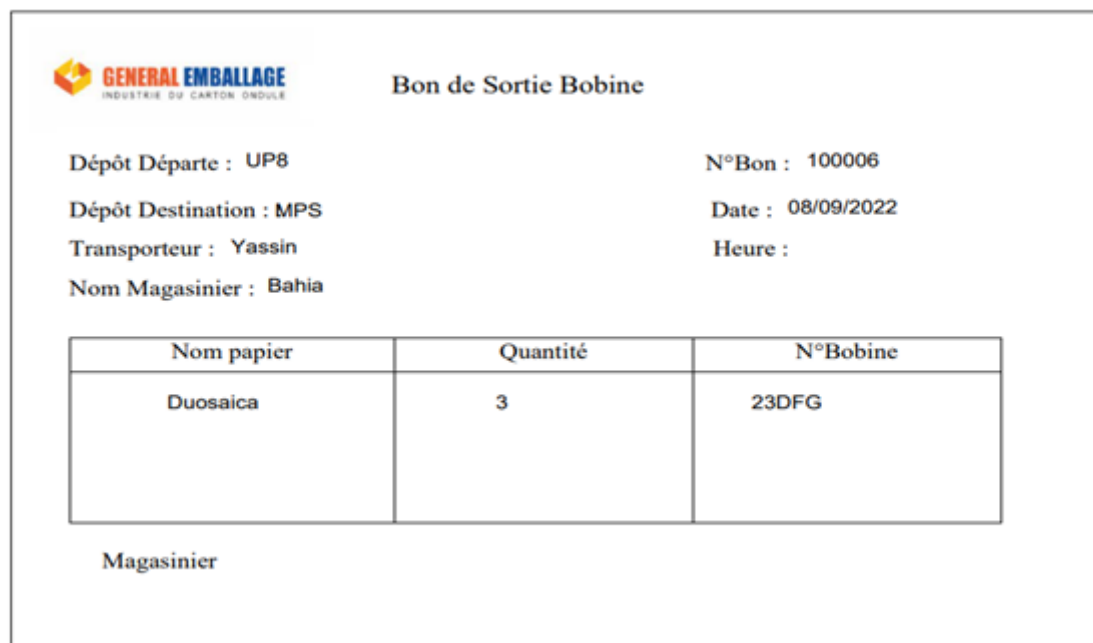 GENERAL EMBALLAGE
INDUSTRIE DU CARTON ONDULE
Bon de Sortie Bobine
Dépôt Départe : UP8
N°Bon : 100006
Dépôt Destination : MPS
Date : 08/09/2022
Transporteur : Yassin
Heure :
Nom Magasinier : Bahia
Nom papier Quantité N°Bobine
Duosaica 3 23DFG
Magasinier